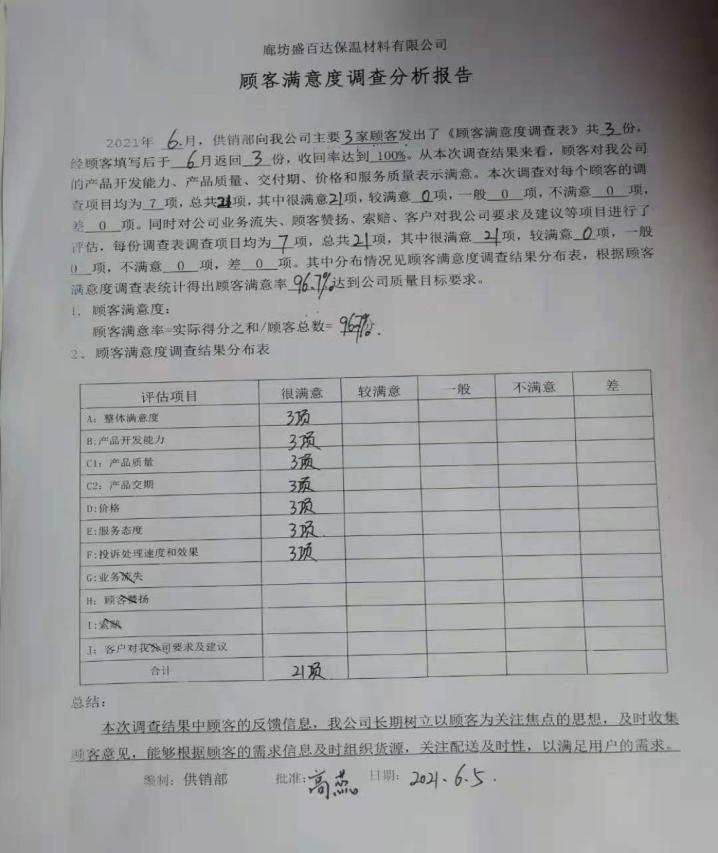 廊坊盛百达保温材料有限公司
顾客满意度调查分析报告
2021年 6 月，供销部向我公司主要 3 家顾客发出了《顾客满意度调查表》共 3 份，
经顾客填写后于 6 月返回 3 份，收回率达到 100%。从本次调查结果来看，顾客对我公司
的产品开发能力、产品质量、交付期、价格和服务质量表示满意。本次调查对每个顾客的调
查项目均为 7 项，总共21项，其中很满意21项，较满意 0 项，一般 0 项，不满意 0 项，
差 0 项。同时对公司业务流失、顾客赞扬、索赔、客户对我公司要求及建议等项目进行了
评估，每份调查表调查项目均为 7 项，总共21项，其中很满意 21项，较满意 0 项，一般
0 项，不满意 0 项，差 0 项。其中分布情况见顾客满意度调查结果分布表，根据顾客
满意度调查表统计得出顾客满意率 96.7% 达到公司质量目标要求。
1. 顾客满意度：
顾客满意率=实际得分之和/顾客总数=
2、顾客满意度调查结果分布表
评估项目 很满意 较满意 一般 不满意 差
A：整体满意度 3项
B:产品开发能力 3项
C1：产品质量 3项
C2：产品交期 3项
D:价格 3项
E:服务态度 3项
F:投诉处理速度和效果 3项
G:业务流失
H：顾客赞扬
I:索赔
J：客户对我公司要求及建议
合计 21项
总结：
本次调查结果中顾客的反馈信息，我公司长期树立以顾客为关注焦点的思想，及时收集
顾客意见，能够根据顾客的需求信息及时组织货源，关注配送及时性，以满足用户的需求。
编制：供销部 批准：高燕 日期：2021.6.5.